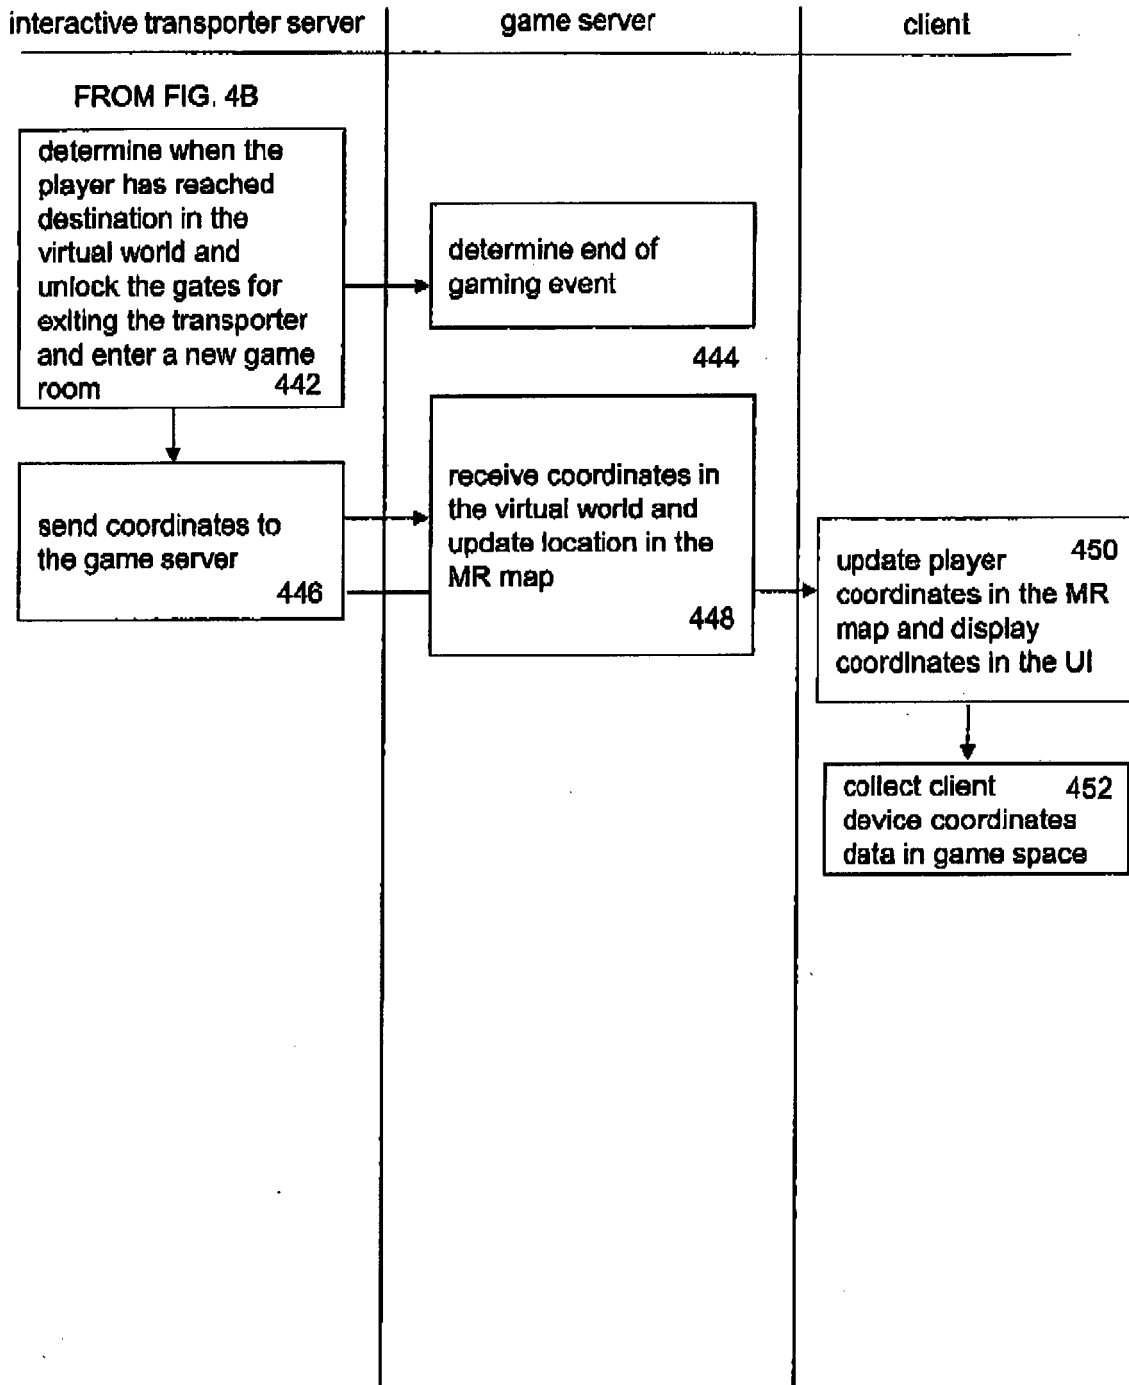 interactive transporter server
game server
client
FROM FIG. 4B
determine when the
player has reached
destination in the
virtual world and
unlock the gates for
exiting the transporter
and enter a new game
room 442
determine end of
gaming event
444
send coordinates to
the game server
446
receive coordinates in
the virtual world and
update location in the
MR map
448
update player 450
coordinates in the MR
map and display
coordinates in the UI
collect client 452
device coordinates
data in game space